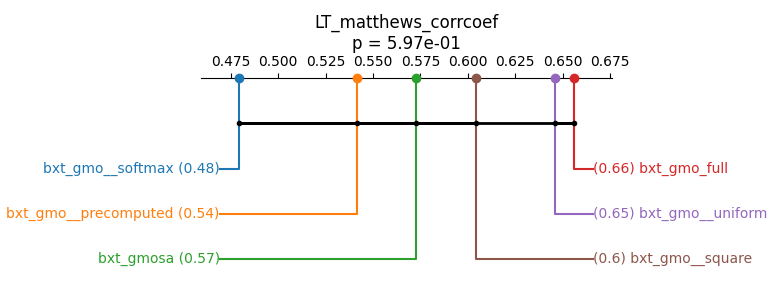 LT_matthews_corrcoef
p = 5.97e-01
0.475 0.500 0.525 0.550 0.575 0.600 0.625 0.650 0.675
bxt_gmo__softmax (0.48)
(0.66) bxt_gmo_full
bxt_gmo__precomputed (0.54)
(0.65) bxt_gmo__uniform
bxt_gmosa (0.57)
(0.6) bxt_gmo__square